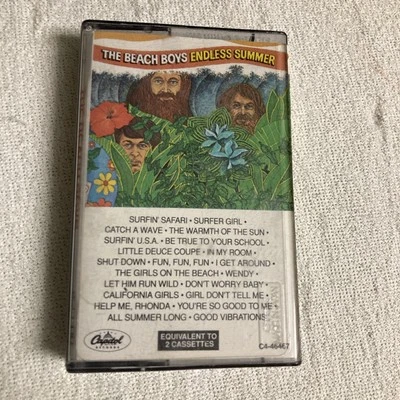 THE BEACH BOYS ENDLESS SUMMER
SURFIN' SAFARI • SURFER GIRL •
CATCH A WAVE • THE WARMTH OF THE SUN •
SURFIN' U.S.A. • BE TRUE TO YOUR SCHOOL •
LITTLE DEUCE COUPE • IN MY ROOM •
SHUT DOWN • FUN, FUN, FUN • I GET AROUND •
THE GIRLS ON THE BEACH • WENDY •
LET HIM RUN WILD • DON'T WORRY BABY •
CALIFORNIA GIRLS • GIRL DON'T TELL ME •
HELP ME, RHONDA • YOU'RE SO GOOD TO ME •
ALL SUMMER LONG • GOOD VIBRATIONS
Capitol
EQUIVALENT TO
2 CASSETTES
C4-46467